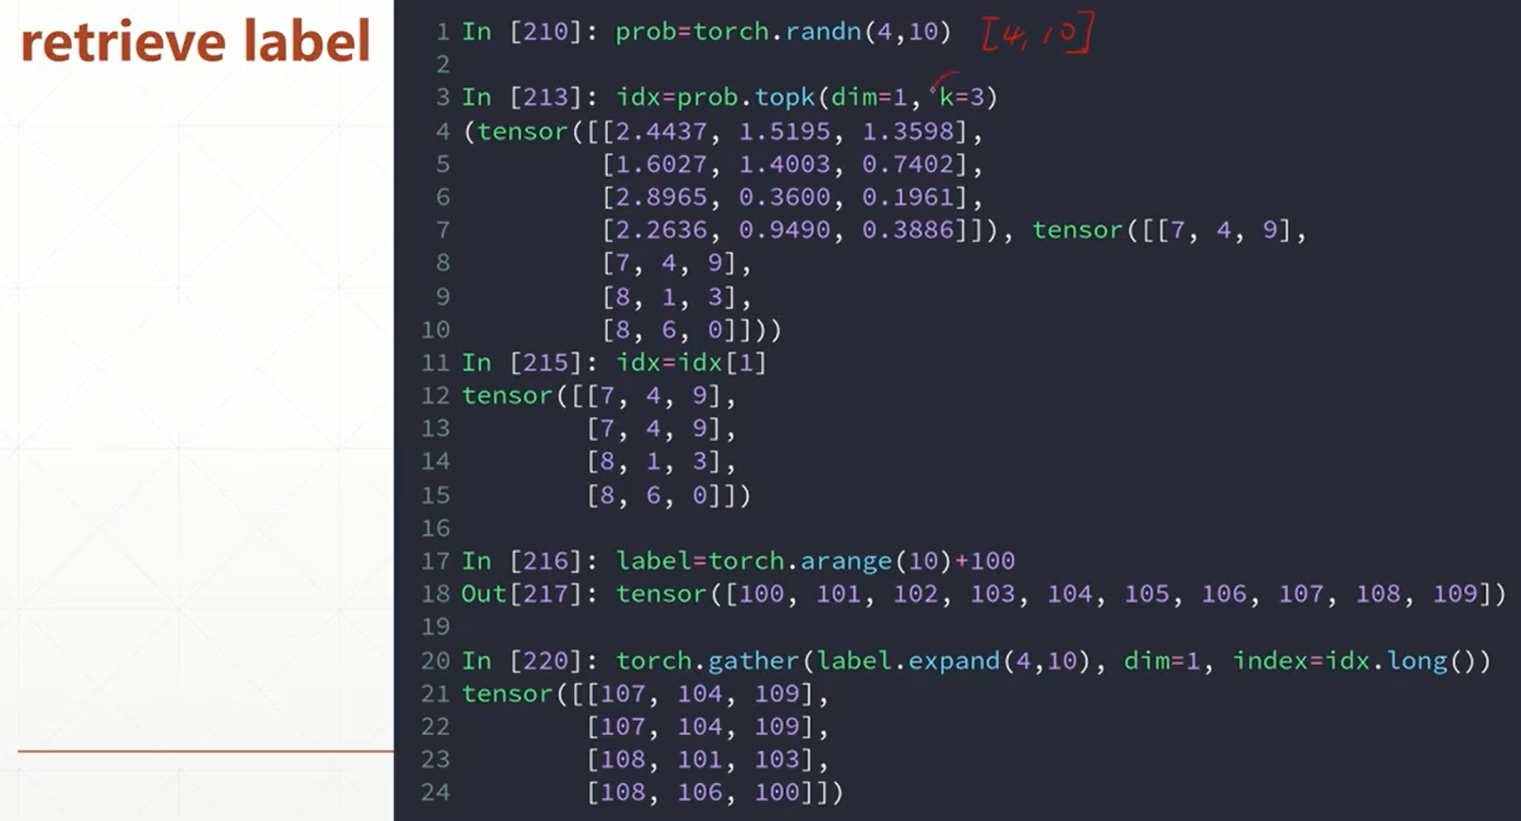 retrieve label
1 In [210]: prob=torch.randn(4,10) [4,10]
2
3 In [213]: idx=prob.topk(dim=1, k=3)
4 (tensor([[2.4437, 1.5195, 1.3598],
5 [1.6027, 1.4003, 0.7402],
6 [2.8965, 0.3600, 0.1961],
7 [2.2636, 0.9490, 0.3886]]), tensor([[7, 4, 9],
8 [7, 4, 9],
9 [8, 1, 3],
10 [8, 6, 0]]))
11 In [215]: idx=idx[1]
12 tensor([[7, 4, 9],
13 [7, 4, 9],
14 [8, 1, 3],
15 [8, 6, 0]])
16
17 In [216]: label=torch.arange(10)+100
18 Out[217]: tensor([100, 101, 102, 103, 104, 105, 106, 107, 108, 109])
19
20 In [220]: torch.gather(label.expand(4,10), dim=1, index=idx.long())
21 tensor([[107, 104, 109],
22 [107, 104, 109],
23 [108, 101, 103],
24 [108, 106, 100]])